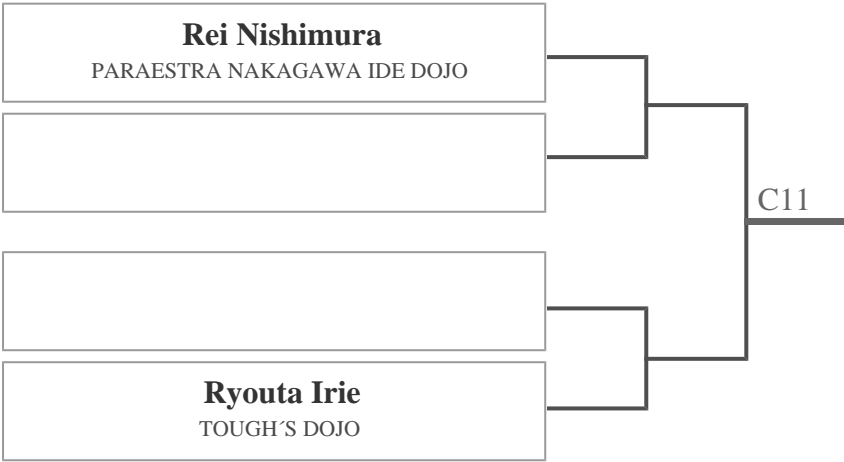 Rei Nishimura
PARAESTRA NAKAGAWA IDE DOJO
C11
Ryouta Irie
TOUGH´S DOJO